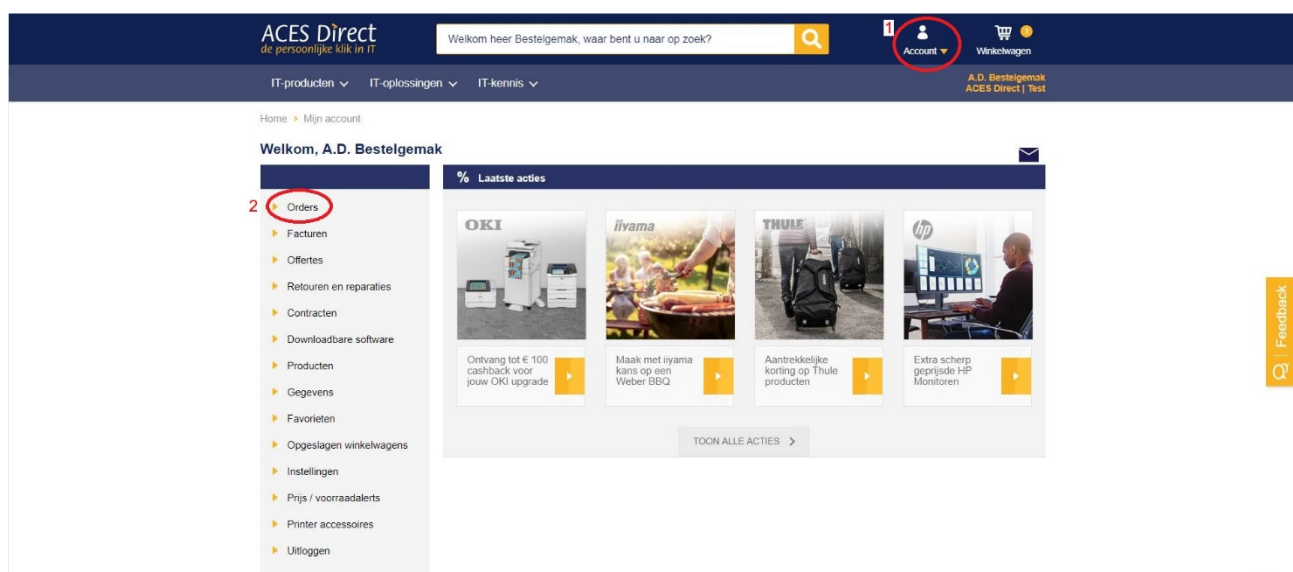 ACES Direct
de persoonlijke klik in IT
Welkom heer Bestelgemak, waar bent u naar op zoek?
1
Account
1
Winkelwagen
IT-producten
IT-oplossingen
IT-kennis
A.D. Bestelgemak
ACES Direct | Test
Home > Mijn account
Welkom, A.D. Bestelgemak
% Laatste acties
2
Orders
Facturen
Offertes
Retouren en reparaties
Contracten
Downloadbare software
Producten
Gegevens
Favorieten
Opgeslagen winkelwagens
Instellingen
Prijs / voorraadalerts
Printer accessoires
Uitloggen
OKI
Ontvang tot € 100
cashback voor
jouw OKI upgrade
iiyama
Maak met iiyama
kans op een
Weber BBQ
THULE
Aantrekkelijke
korting op Thule
producten
hp
Extra scherp
geprijsde HP
Monitoren
TOON ALLE ACTIES >
Feedback